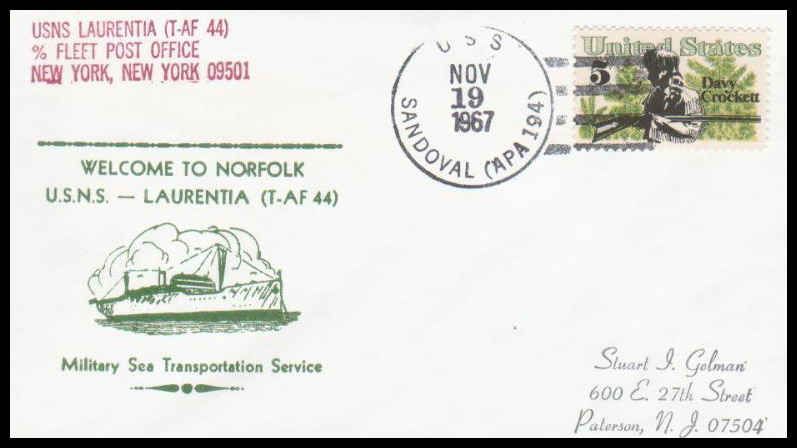 USNS LAURENTIA (T-AF 44)
% FLEET POST OFFICE
NEW YORK, NEW YORK 09501
USS
NOV
19
1967
SANDOVAL (APA 194)
United States
5
Davy
Crockett
WELCOME TO NORFOLK
U.S.N.S. — LAURENTIA (T-AF 44)
Military Sea Transportation Service
Stuart I. Gelman
600 E. 27th Street
Paterson, N. J. 07504